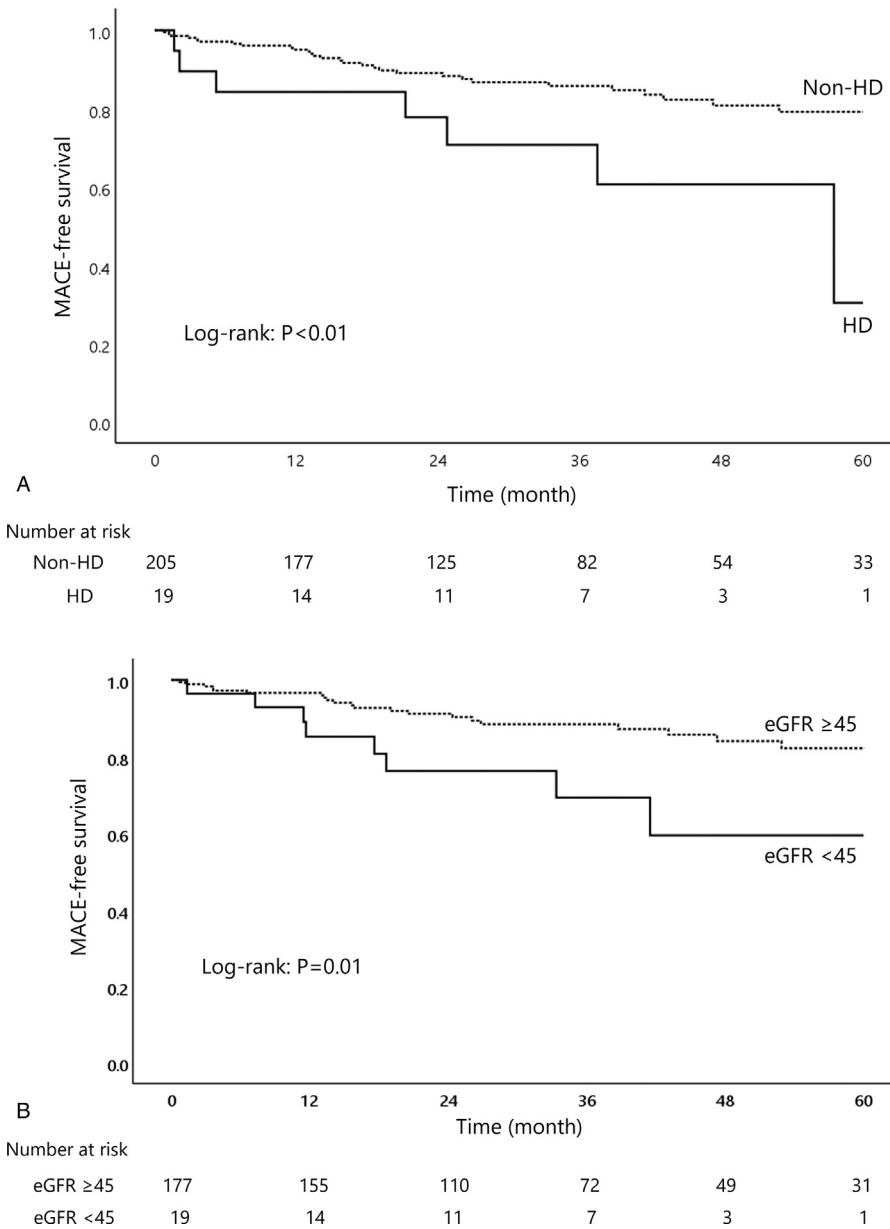 1.0
0.8
0.6
0.4
0.2
0.0
MACE-free survival
Non-HD
HD
Log-rank: P<0.01
0 12 24 36 48 60
Time (month)
A
Number at risk
Non-HD 205 177 125 82 54 33
HD 19 14 11 7 3 1
1.0
0.8
0.6
0.4
0.2
0.0
MACE-free survival
eGFR ≥45
eGFR <45
Log-rank: P=0.01
0 12 24 36 48 60
Time (month)
B
Number at risk
eGFR ≥45 177 155 110 72 49 31
eGFR <45 19 14 11 7 3 1